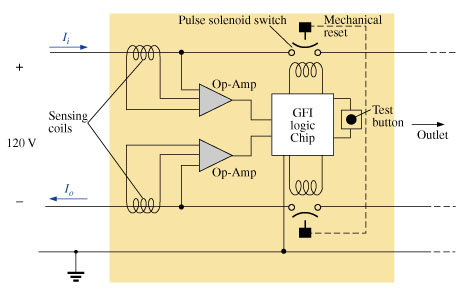 Pulse solenoid switch
Mechanical
reset
I_i
+
Op-Amp
Sensing
coils
GFI
logic
Chip
Test
button
Outlet
120 V
Op-Amp
I_o
−